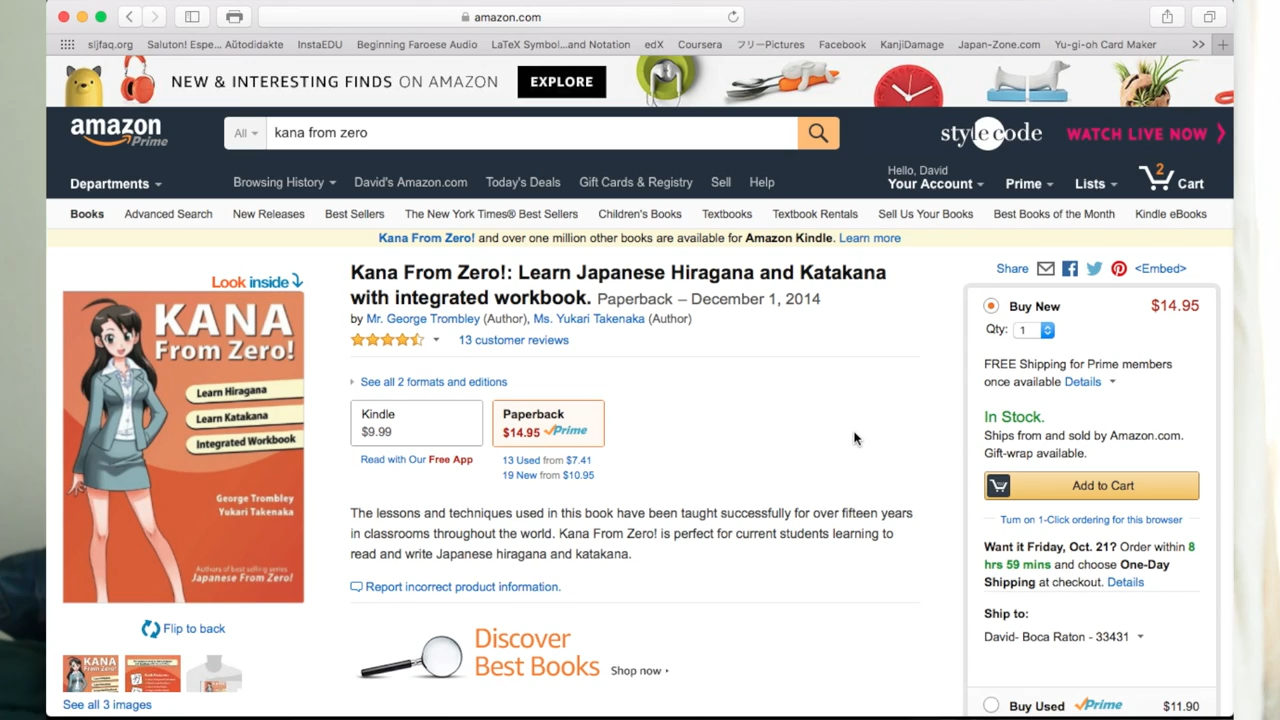 amazon.com
sljfaq.org Saluton! Espe... Aŭtodidakte InstaEDU Beginning Faroese Audio LaTeX Symbol...and Notation edX Coursera フリーPictures Facebook KanjiDamage Japan-Zone.com Yu-gi-oh Card Maker
NEW & INTERESTING FINDS ON AMAZON EXPLORE
amazon Prime
All kana from zero
stylecode WATCH LIVE NOW
Departments Browsing History David's Amazon.com Today's Deals Gift Cards & Registry Sell Help
Hello, David
Your Account Prime Lists 2 Cart
Books Advanced Search New Releases Best Sellers The New York Times® Best Sellers Children's Books Textbooks Textbook Rentals Sell Us Your Books Best Books of the Month Kindle eBooks
Kana From Zero! and over one million other books are available for Amazon Kindle. Learn more
Look inside
KANA
From Zero!
Learn Hiragana
Learn Katakana
Integrated Workbook
George Trombley
Yukari Takenaka
Authors of best selling series
Japanese From Zero!
Flip to back
KANA
From Zero!
See all 3 images
Kana From Zero!: Learn Japanese Hiragana and Katakana
with integrated workbook. Paperback – December 1, 2014
by Mr. George Trombley (Author), Ms. Yukari Takenaka (Author)
13 customer reviews
See all 2 formats and editions
Kindle
$9.99
Read with Our Free App
Paperback
$14.95 Prime
13 Used from $7.41
19 New from $10.95
The lessons and techniques used in this book have been taught successfully for over fifteen years
in classrooms throughout the world. Kana From Zero! is perfect for current students learning to
read and write Japanese hiragana and katakana.
Report incorrect product information.
Discover
Best Books Shop now
Share <Embed>
Buy New $14.95
Qty: 1
FREE Shipping for Prime members
once available Details
In Stock.
Ships from and sold by Amazon.com.
Gift-wrap available.
Add to Cart
Turn on 1-Click ordering for this browser
Want it Friday, Oct. 21? Order within 8
hrs 59 mins and choose One-Day
Shipping at checkout. Details
Ship to:
David- Boca Raton - 33431
Buy Used Prime $11.90